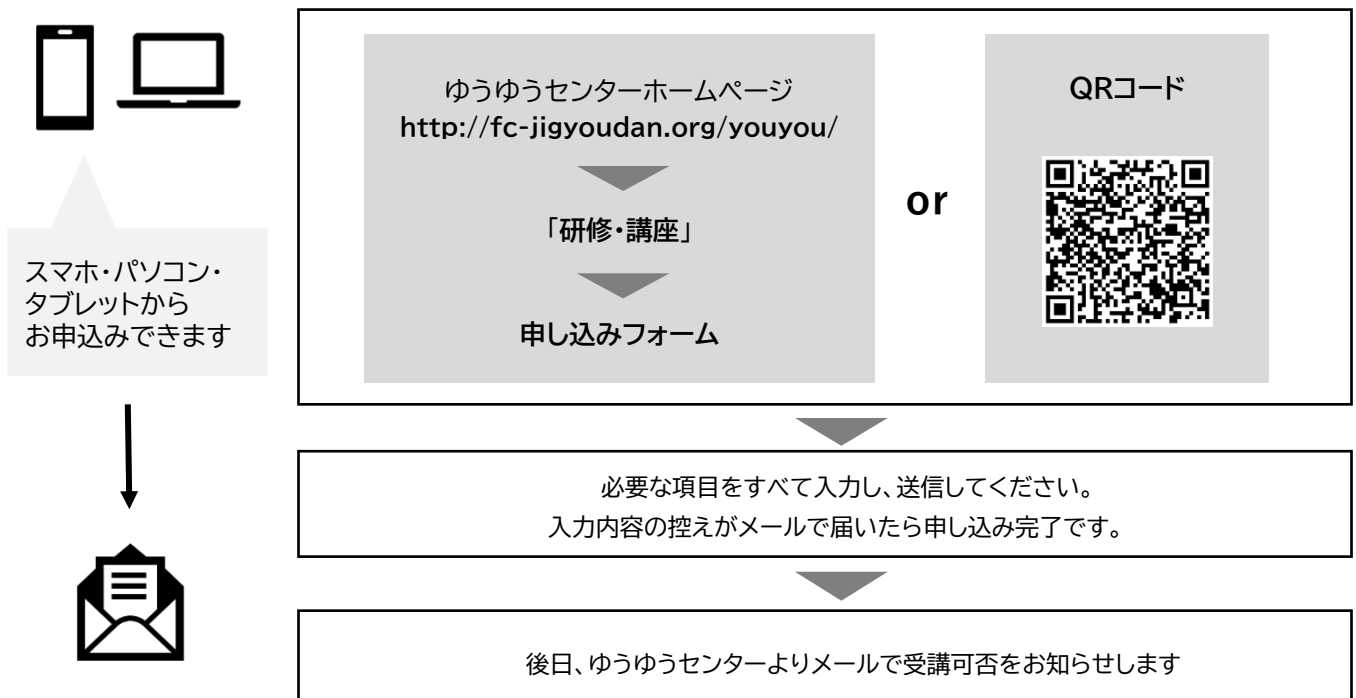 スマホ・パソコン・
タブレットから
お申込みできます
ゆうゆうセンターホームページ
http://fc-jigyoudan.org/youyou/
「研修・講座」
申し込みフォーム
or
QRコード
必要な項目をすべて入力し、送信してください。
入力内容の控えがメールで届いたら申し込み完了です。
後日、ゆうゆうセンターよりメールで受講可否をお知らせします